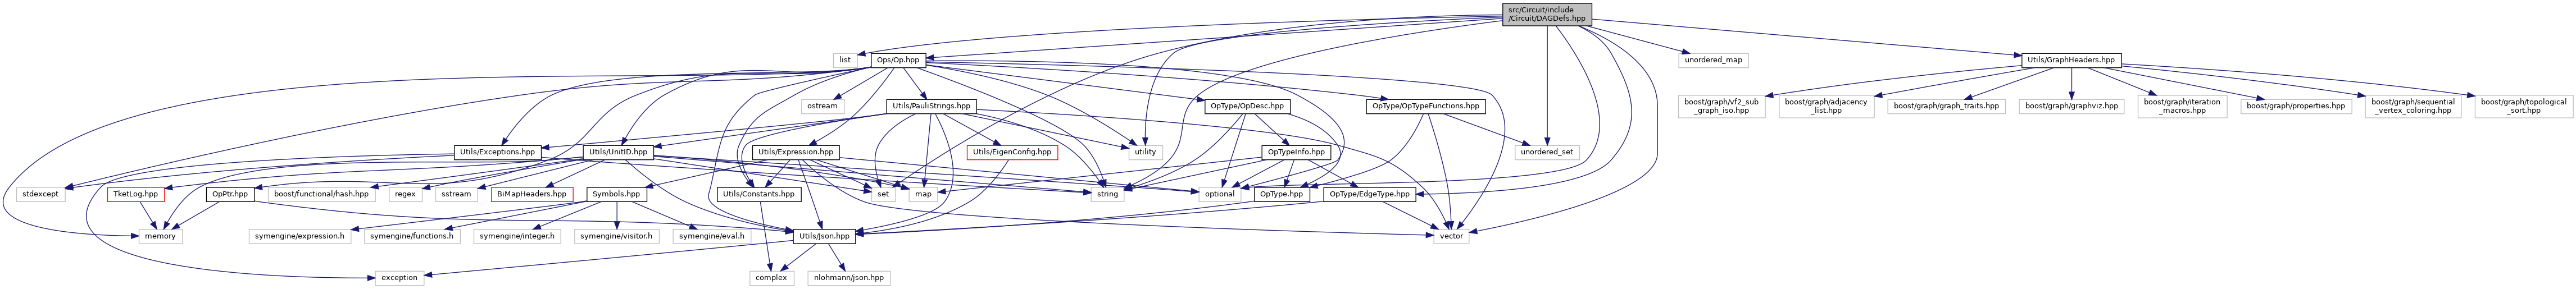 src/Circuit/include
/Circuit/DAGDefs.hpp
list
Ops/Op.hpp
unordered_map
Utils/GraphHeaders.hpp
ostream
Utils/PauliStrings.hpp
OpType/OpDesc.hpp
OpType/OpTypeFunctions.hpp
boost/graph/vf2_sub
_graph_iso.hpp
boost/graph/adjacency
_list.hpp
boost/graph/graph_traits.hpp
boost/graph/graphviz.hpp
boost/graph/iteration
_macros.hpp
boost/graph/properties.hpp
boost/graph/sequential
_vertex_coloring.hpp
boost/graph/topological
_sort.hpp
Utils/Exceptions.hpp
Utils/UnitID.hpp
Utils/Expression.hpp
Utils/EigenConfig.hpp
utility
OpTypeInfo.hpp
unordered_set
stdexcept
TketLog.hpp
OpPtr.hpp
boost/functional/hash.hpp
regex
sstream
BiMapHeaders.hpp
Symbols.hpp
Utils/Constants.hpp
set
map
string
optional
OpType.hpp
OpType/EdgeType.hpp
memory
symengine/expression.h
symengine/functions.h
symengine/integer.h
symengine/visitor.h
symengine/eval.h
Utils/Json.hpp
vector
exception
complex
nlohmann/json.hpp